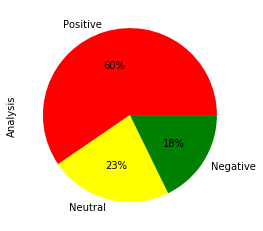 Positive
60%
Analysis
18%
23%
Negative
Neutral